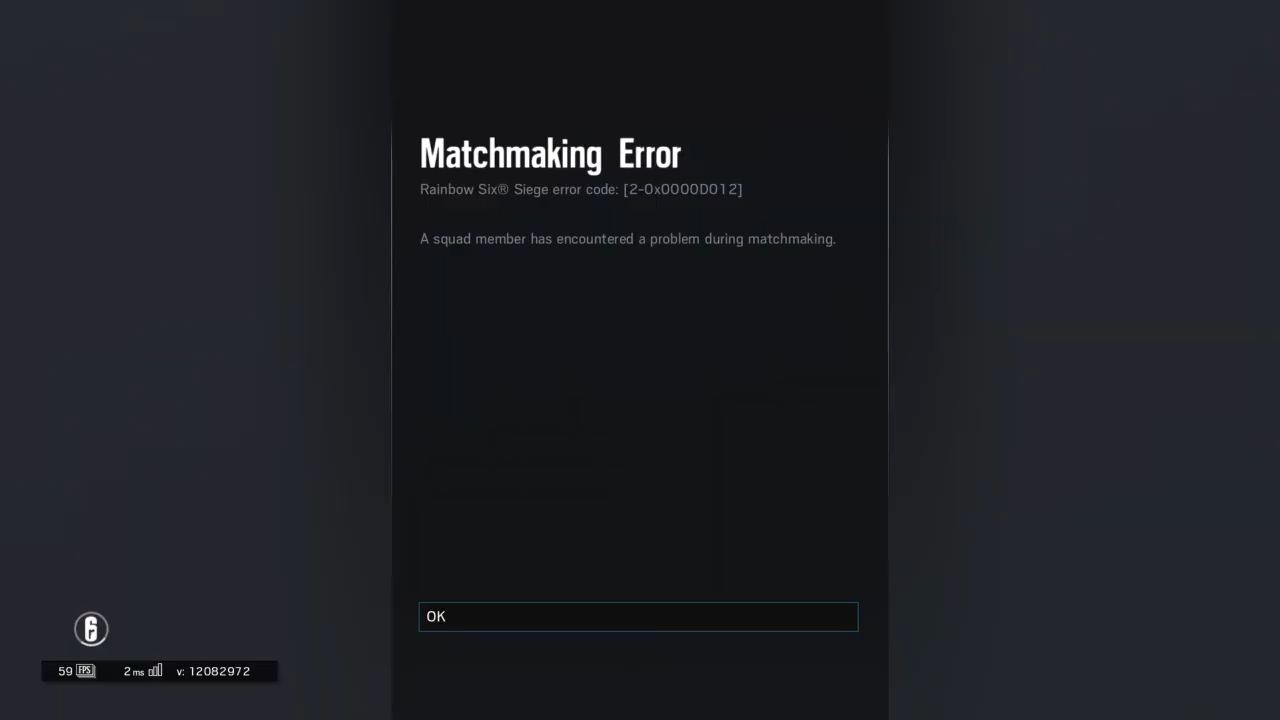 Matchmaking Error
Rainbow Six® Siege error code: [2-0x0000D012]
A squad member has encountered a problem during matchmaking.
OK
6
59 FPS 2 ms v: 12082972